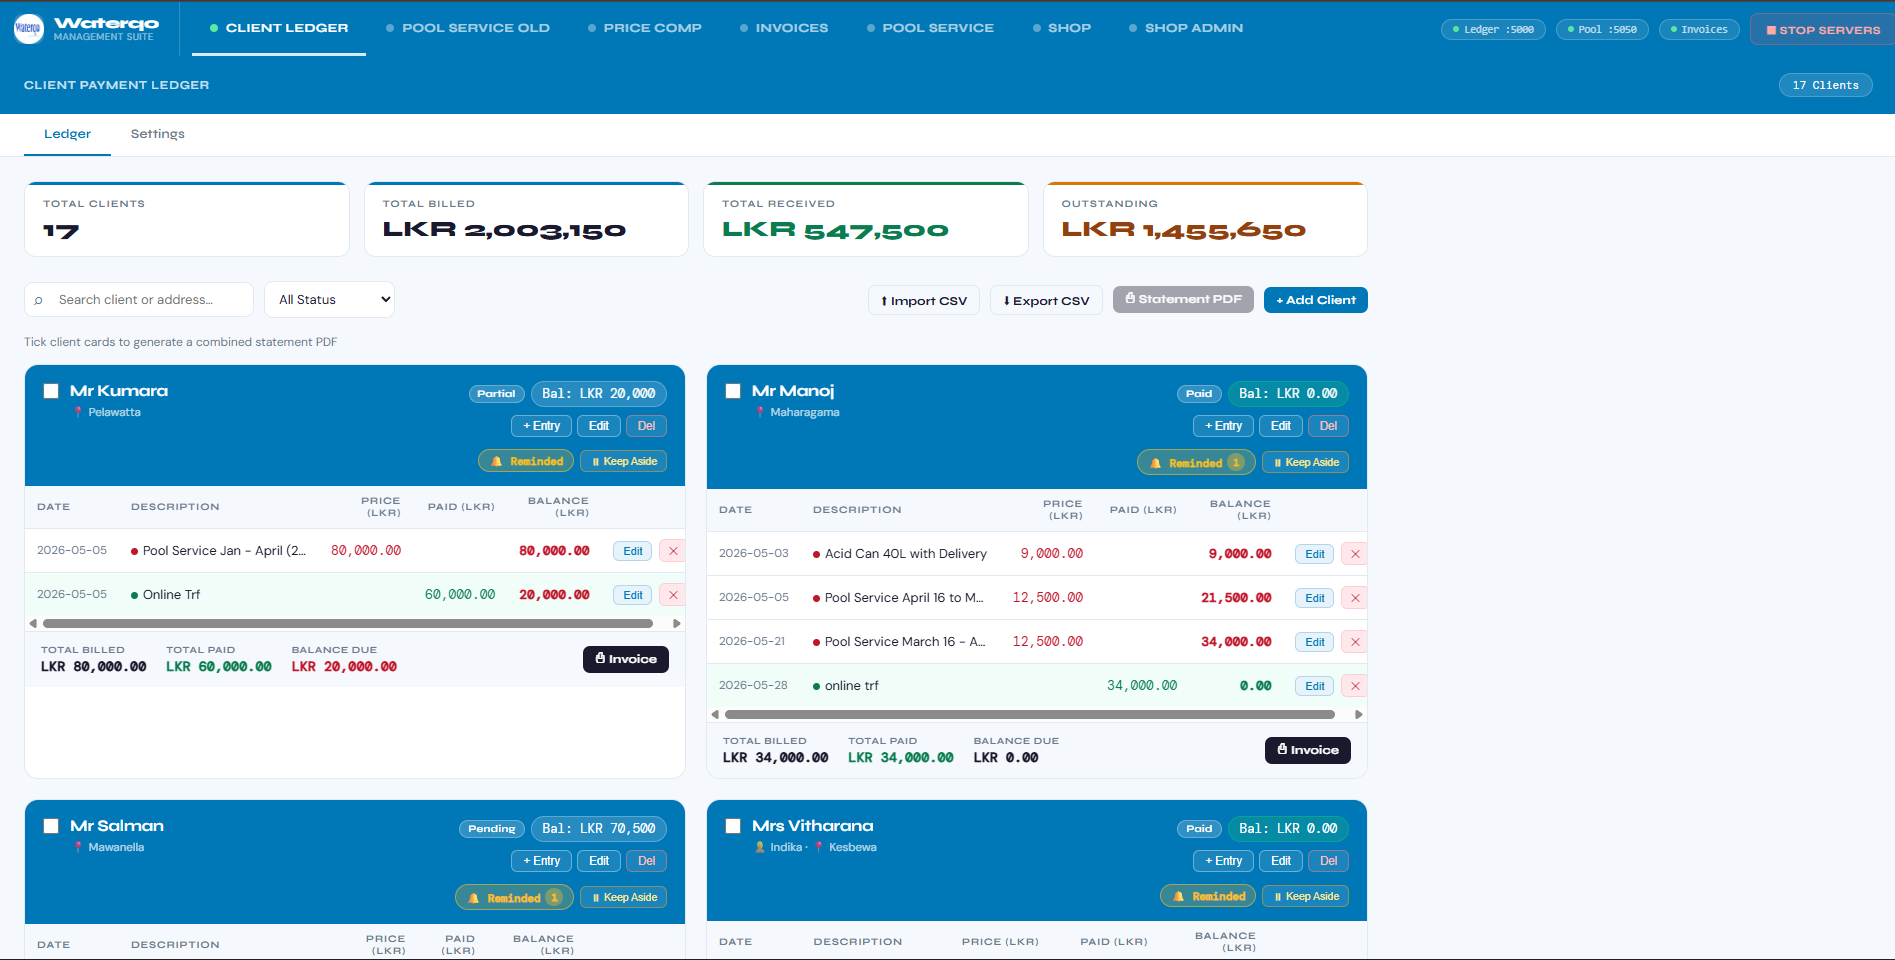 Waterqo
Waterqo
MANAGEMENT SUITE
CLIENT LEDGER
POOL SERVICE OLD
PRICE COMP
INVOICES
POOL SERVICE
SHOP
SHOP ADMIN
Ledger :5000
Pool :5050
Invoices
STOP SERVERS
CLIENT PAYMENT LEDGER
17 Clients
Ledger
Settings
TOTAL CLIENTS
17
TOTAL BILLED
LKR 2,003,150
TOTAL RECEIVED
LKR 547,500
OUTSTANDING
LKR 1,455,650
Search client or address...
All Status
Import CSV
Export CSV
Statement PDF
+ Add Client
Tick client cards to generate a combined statement PDF
Mr Kumara
Pelawatta
Partial
Bal: LKR 20,000
+ Entry
Edit
Del
Reminded
Keep Aside
DATE DESCRIPTION PRICE (LKR) PAID (LKR) BALANCE (LKR)
2026-05-05 Pool Service Jan - April (2... 80,000.00 80,000.00 Edit ×
2026-05-05 Online Trf 60,000.00 20,000.00 Edit ×
TOTAL BILLED
LKR 80,000.00
TOTAL PAID
LKR 60,000.00
BALANCE DUE
LKR 20,000.00
Invoice
Mr Manoj
Maharagama
Paid
Bal: LKR 0.00
+ Entry
Edit
Del
Reminded 1
Keep Aside
DATE DESCRIPTION PRICE (LKR) PAID (LKR) BALANCE (LKR)
2026-05-03 Acid Can 40L with Delivery 9,000.00 9,000.00 Edit ×
2026-05-05 Pool Service April 16 to M... 12,500.00 21,500.00 Edit ×
2026-05-21 Pool Service March 16 - A... 12,500.00 34,000.00 Edit ×
2026-05-28 online trf 34,000.00 0.00 Edit ×
TOTAL BILLED
LKR 34,000.00
TOTAL PAID
LKR 34,000.00
BALANCE DUE
LKR 0.00
Invoice
Mr Salman
Mawanella
Pending
Bal: LKR 70,500
+ Entry
Edit
Del
Reminded 1
Keep Aside
DATE DESCRIPTION PRICE (LKR) PAID (LKR) BALANCE (LKR)
Mrs Vitharana
Indika · Kesbewa
Paid
Bal: LKR 0.00
+ Entry
Edit
Del
Reminded
Keep Aside
DATE DESCRIPTION PRICE (LKR) PAID (LKR) BALANCE (LKR)